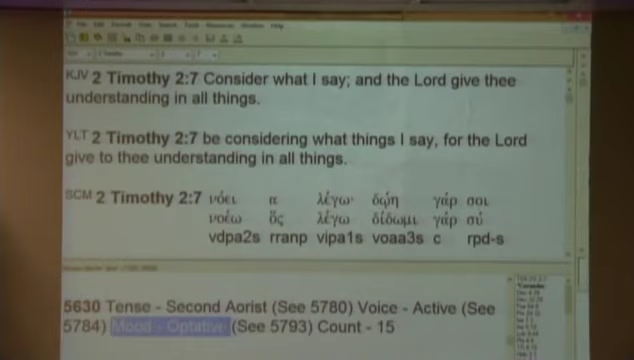 KJV 2 Timothy 2:7 Consider what I say; and the Lord give thee
understanding in all things.
YLT 2 Timothy 2:7 be considering what things I say, for the Lord
give to thee understanding in all things.
SCM 2 Timothy 2:7 νόει ἃ λέγω· δῴη γάρ σοι
νοέω ὅς λέγω δίδωμι γάρ σύ
vdpa2s rranp vipa1s voaa3s c rpd-s
5630 Tense - Second Aorist (See 5780) Voice - Active (See
5784) Mood - Optative (See 5793) Count - 15